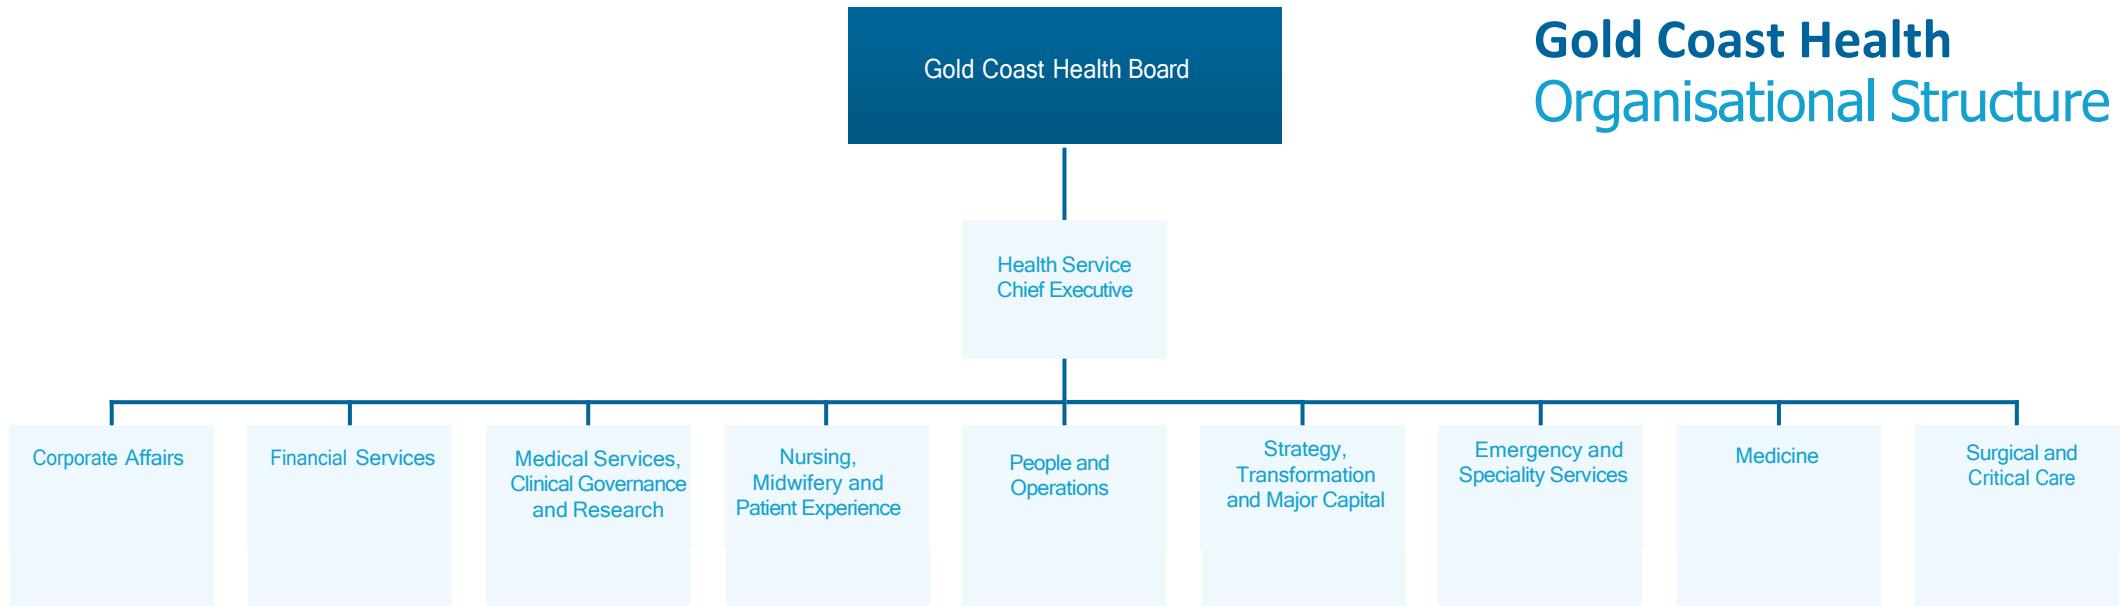 Gold Coast Health
Organisational Structure
Gold Coast Health Board
Health Service
Chief Executive
Corporate Affairs
Financial Services
Medical Services,
Clinical Governance
and Research
Nursing,
Midwifery and
Patient Experience
People and
Operations
Strategy,
Transformation
and Major Capital
Emergency and
Speciality Services
Medicine
Surgical and
Critical Care